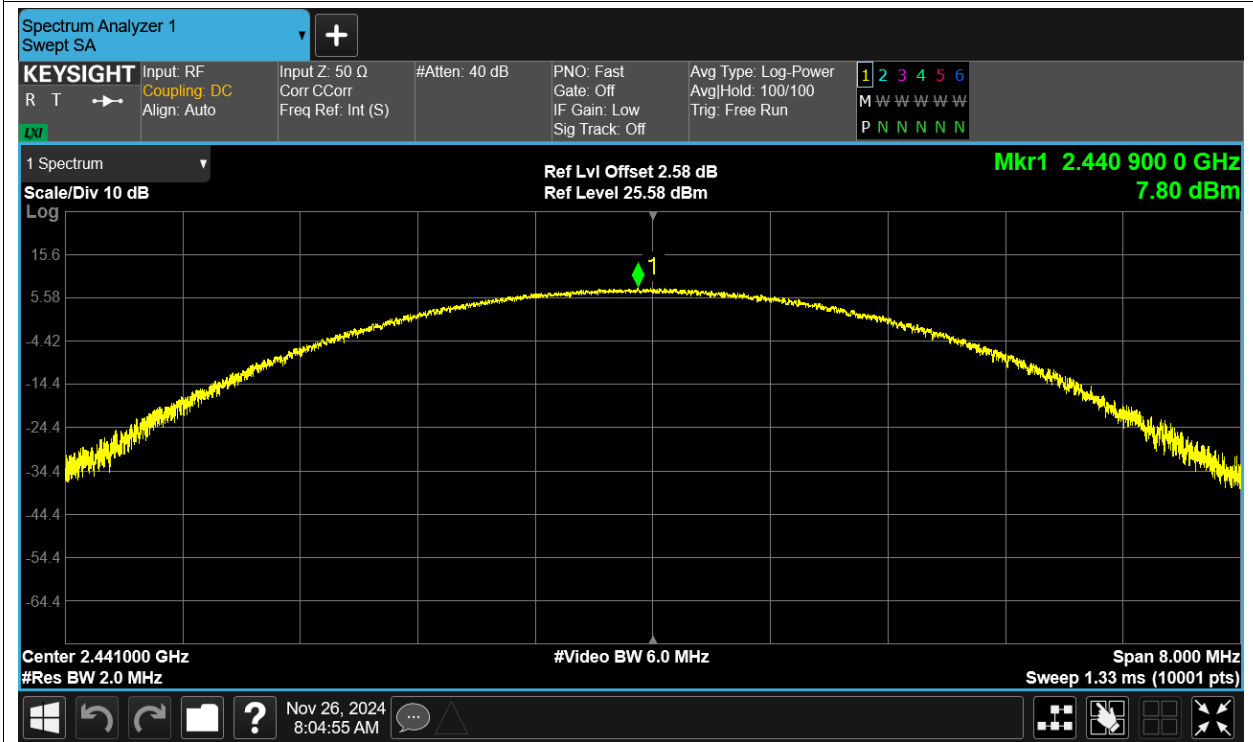 Spectrum Analyzer 1
Swept SA
KEYSIGHT
R T
LXI
Input: RF
Coupling: DC
Align: Auto
Input Z: 50 Ω
Corr CCorr
Freq Ref: Int (S)
#Atten: 40 dB
PNO: Fast
Gate: Off
IF Gain: Low
Sig Track: Off
Avg Type: Log-Power
Avg|Hold: 100/100
Trig: Free Run
1 2 3 4 5 6
M W W W W W
P N N N N N
1 Spectrum
Scale/Div 10 dB
Ref Lvl Offset 2.58 dB
Ref Level 25.58 dBm
Mkr1 2.440 900 0 GHz
7.80 dBm
Log
15.6
5.58
-4.42
-14.4
-24.4
-34.4
-44.4
-54.4
-64.4
1
Center 2.441000 GHz
#Res BW 2.0 MHz
#Video BW 6.0 MHz
Span 8.000 MHz
Sweep 1.33 ms (10001 pts)
?
Nov 26, 2024
8:04:55 AM